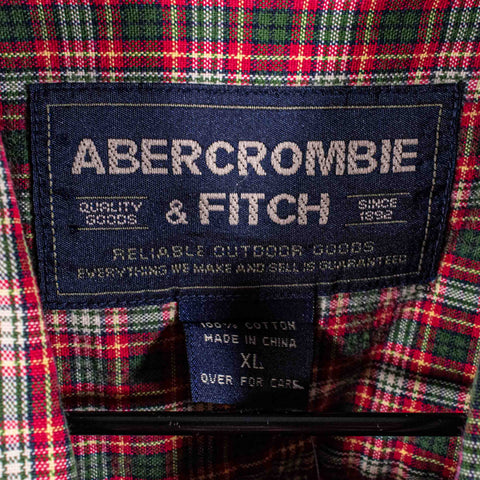 ABERCROMBIE
QUALITY GOODS & FITCH SINCE 1892
RELIABLE OUTDOOR GOODS
EVERYTHING WE MAKE AND SELL IS GUARANTEED
100% COTTON
MADE IN CHINA
XL
OVER FOR CARE